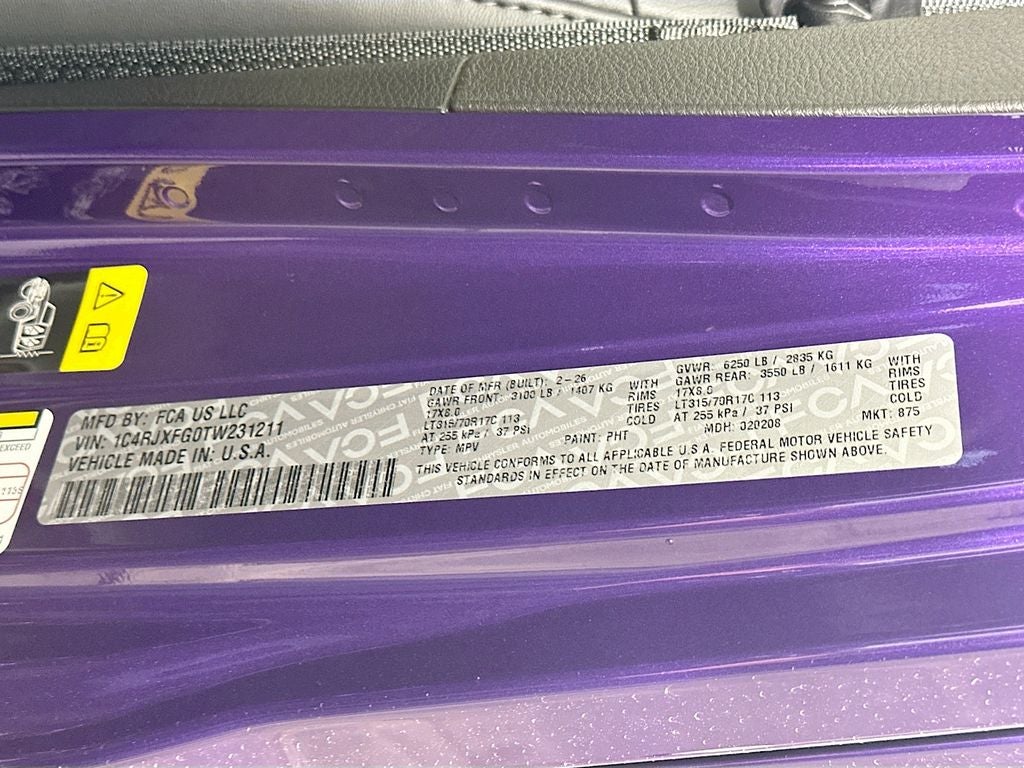 MFD BY: FCA US LLC
VIN: 1C4RJXFG0TW231211
VEHICLE MADE IN: U.S.A.
DATE OF MFR (BUILT): 2-26
GAWR FRONT: 3100 LB / 1407 KG WITH
17X8.0 RIMS
LT315/70R17C 113 TIRES
AT 255 kPa / 37 PSI COLD
TYPE: MPV PAINT: PHT
GVWR: 6250 LB / 2835 KG
GAWR REAR: 3550 LB / 1611 KG WITH
17X8.0 RIMS
LT315/70R17C 113 TIRES
AT 255 kPa / 37 PSI COLD
MDH: 020208 MKT: 875
THIS VEHICLE CONFORMS TO ALL APPLICABLE U.S.A. FEDERAL MOTOR VEHICLE SAFETY
STANDARDS IN EFFECT ON THE DATE OF MANUFACTURE SHOWN ABOVE.
EXCEED